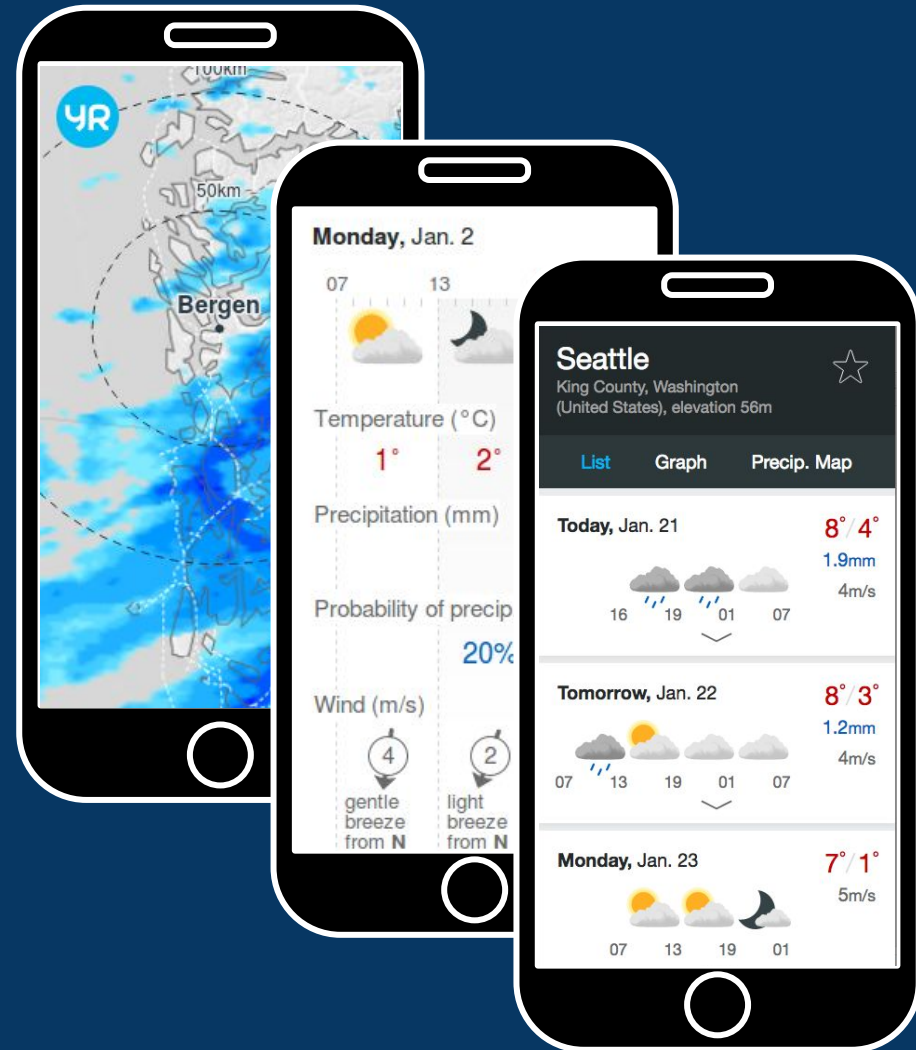 100km
YR
50km
Bergen
Monday, Jan. 2
07 13
Temperature (°C)
1° 2°
Precipitation (mm)
Probability of precip
20%
Wind (m/s)
4 2
gentle light
breeze breeze
from N from N
Seattle
King County, Washington
(United States), elevation 56m
List Graph Precip. Map
Today, Jan. 21 8°/4°
1.9mm
4m/s
16 19 01 07
Tomorrow, Jan. 22 8°/3°
1.2mm
4m/s
07 13 19 01 07
Monday, Jan. 23 7°/1°
5m/s
07 13 19 01